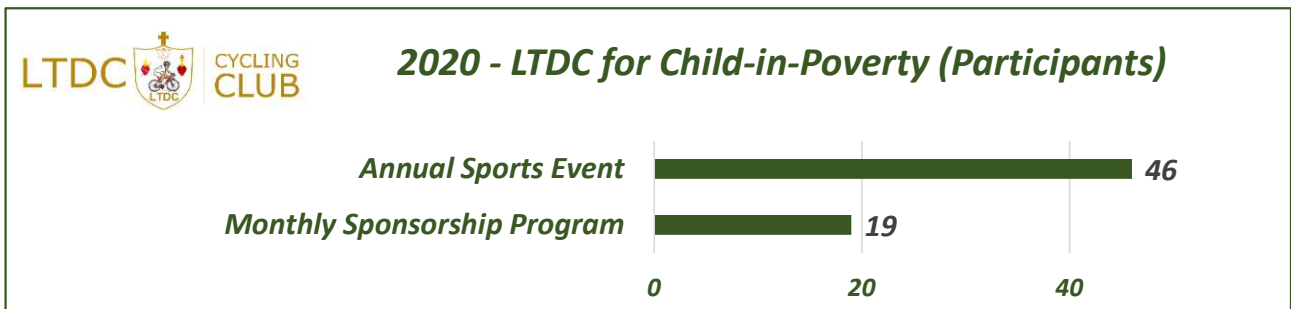 LTDC
LTDC
CYCLING
CLUB
2020 - LTDC for Child-in-Poverty (Participants)
Annual Sports Event 46
Monthly Sponsorship Program 19
0 20 40